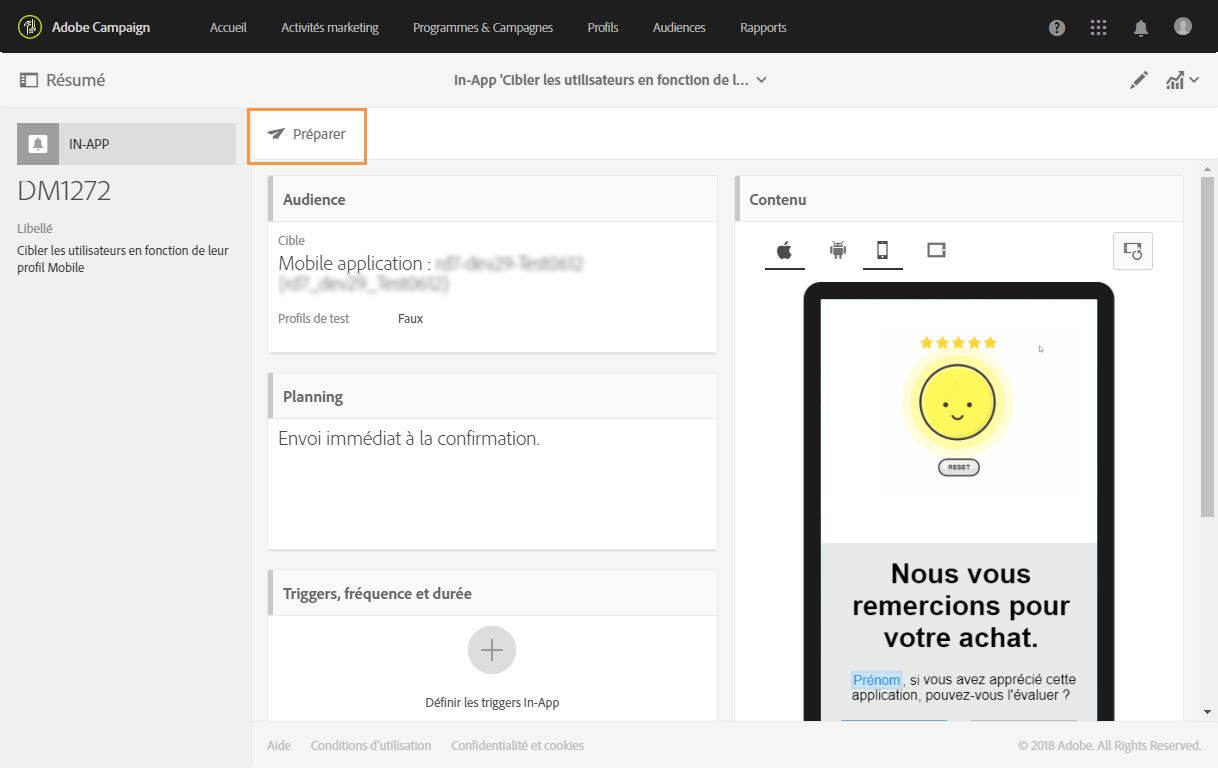 Adobe Campaign
Accueil
Activités marketing
Programmes & Campagnes
Profils
Audiences
Rapports
Résumé
In-App 'Cibler les utilisateurs en fonction de l...
IN-APP
DM1272
Libellé
Cibler les utilisateurs en fonction de leur
profil Mobile
Préparer
Audience
Cible
Mobile application :
Profils de test Faux
Planning
Envoi immédiat à la confirmation.
Triggers, fréquence et durée
Définir les triggers In-App
Contenu
RESET
Nous vous
remercions pour
votre achat.
Prénom, si vous avez apprécié cette
application, pouvez-vous l'évaluer ?
Aide
Conditions d'utilisation
Confidentialité et cookies
© 2018 Adobe. All Rights Reserved.